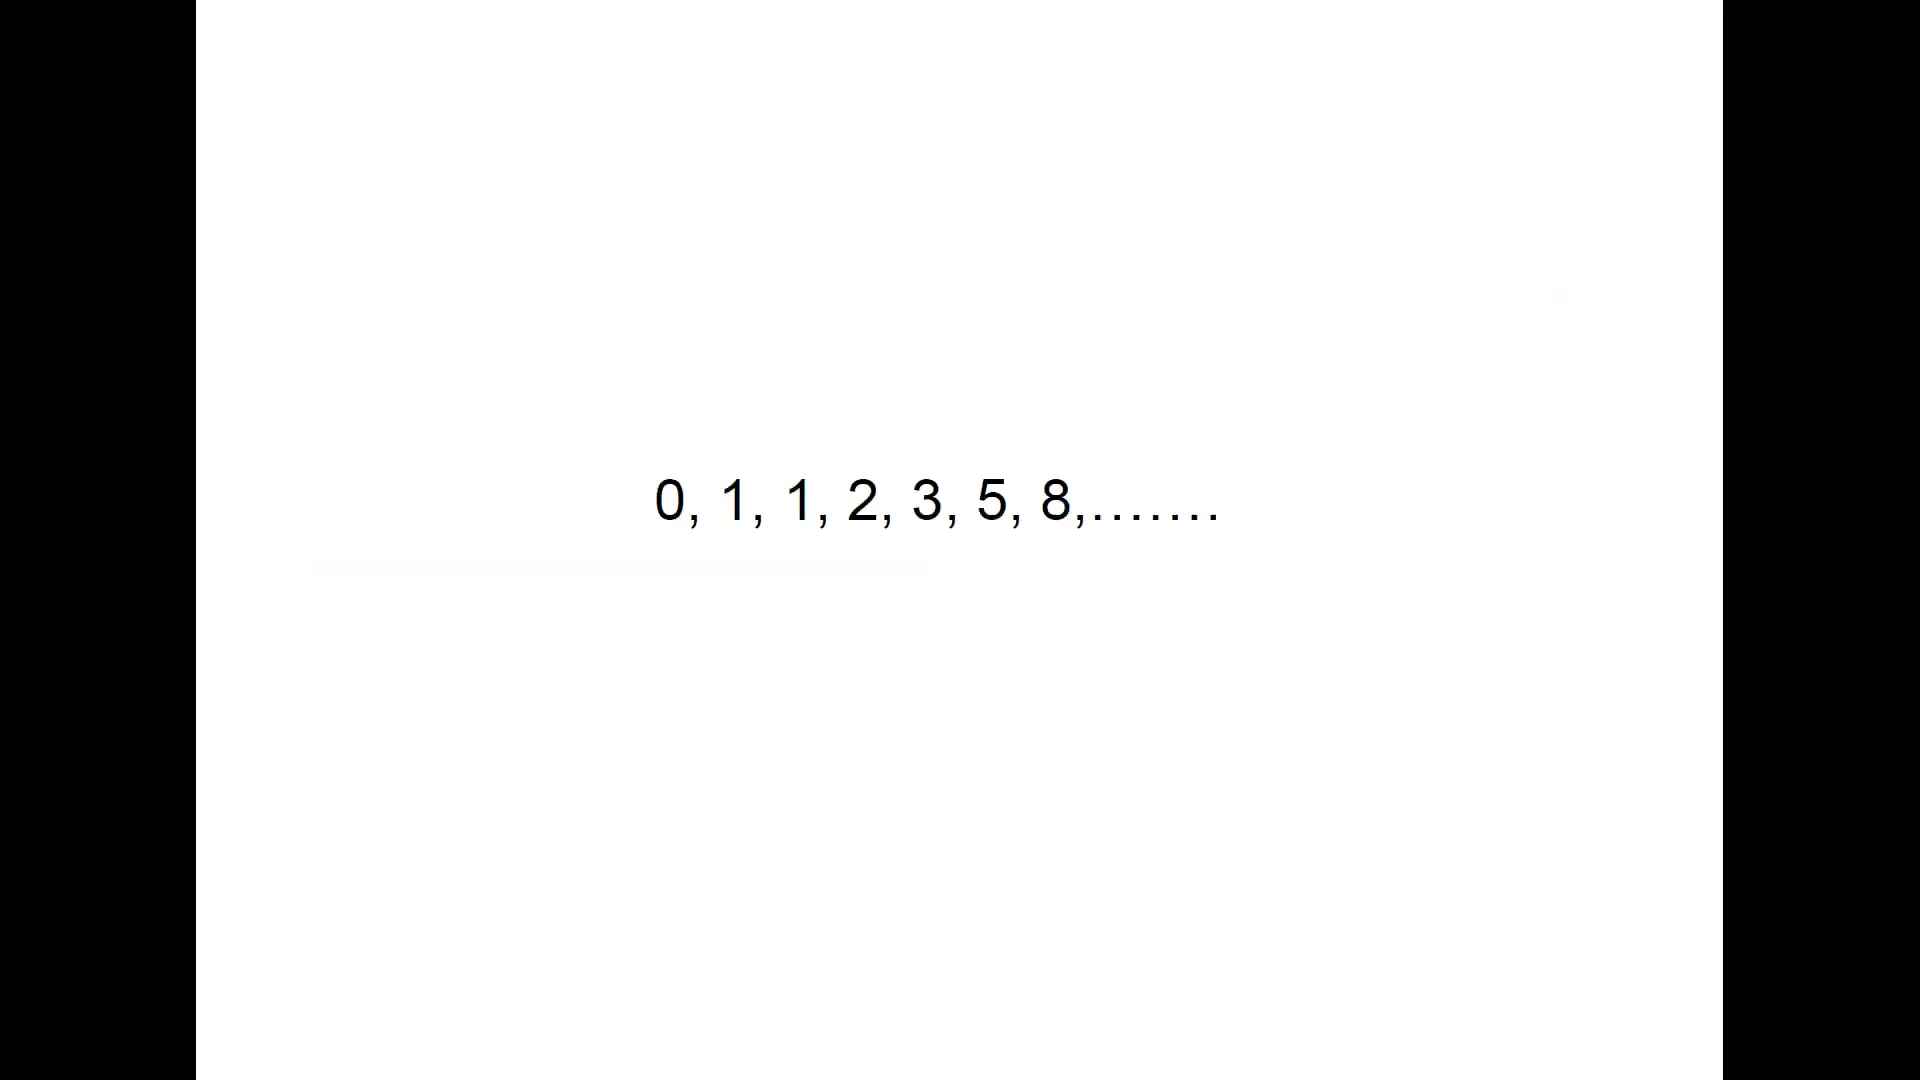 0, 1, 1, 2, 3, 5, 8,.......